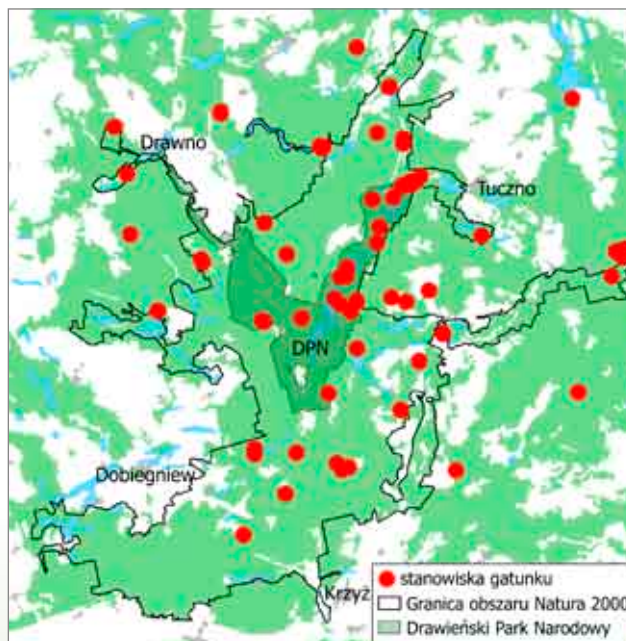 Drawno
Tuczno
DPN
Dobiegniew
Krzyż
stanowiska gatunku
Granica obszaru Natura 2000
Drawieński Park Narodowy